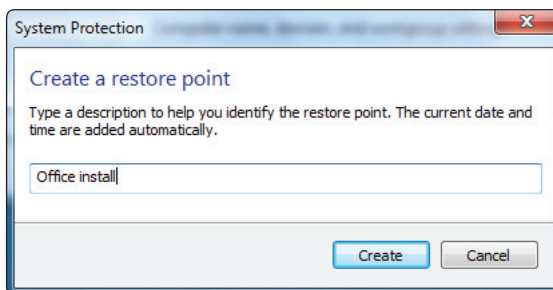 System Protection
Create a restore point
Type a description to help you identify the restore point. The current date and
time are added automatically.
Office install
Create Cancel